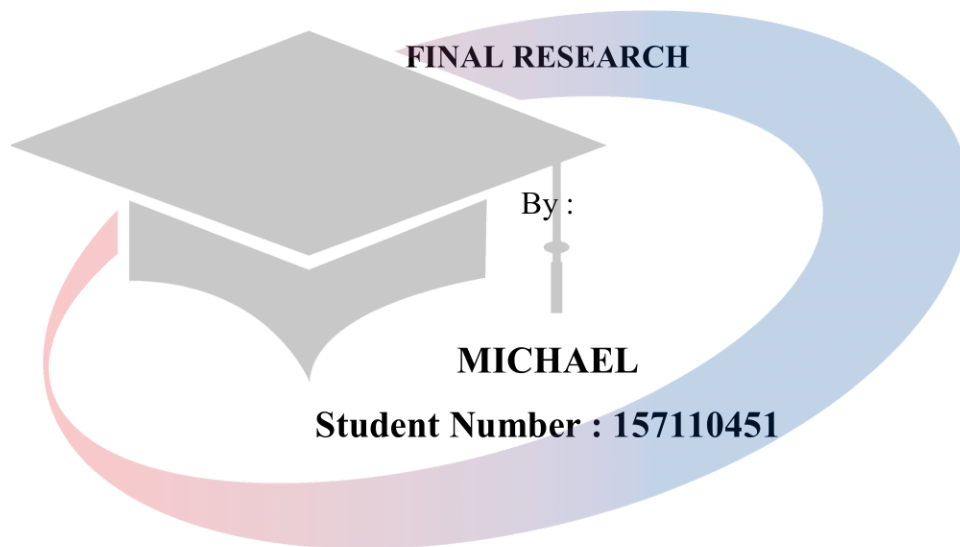 FINAL RESEARCH
By :
MICHAEL
Student Number : 157110451